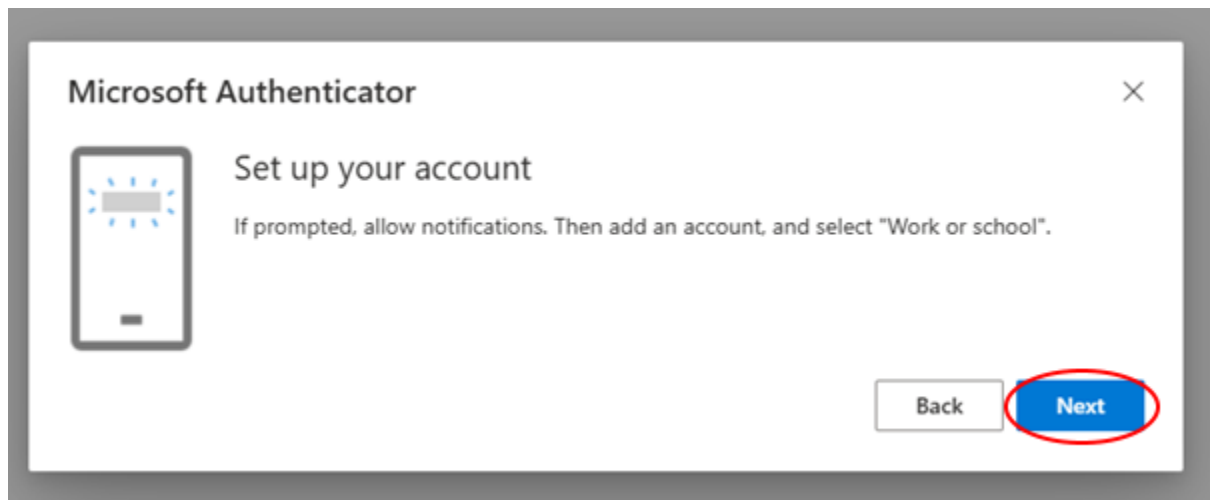 Microsoft Authenticator
Set up your account
If prompted, allow notifications. Then add an account, and select "Work or school".
Back
Next